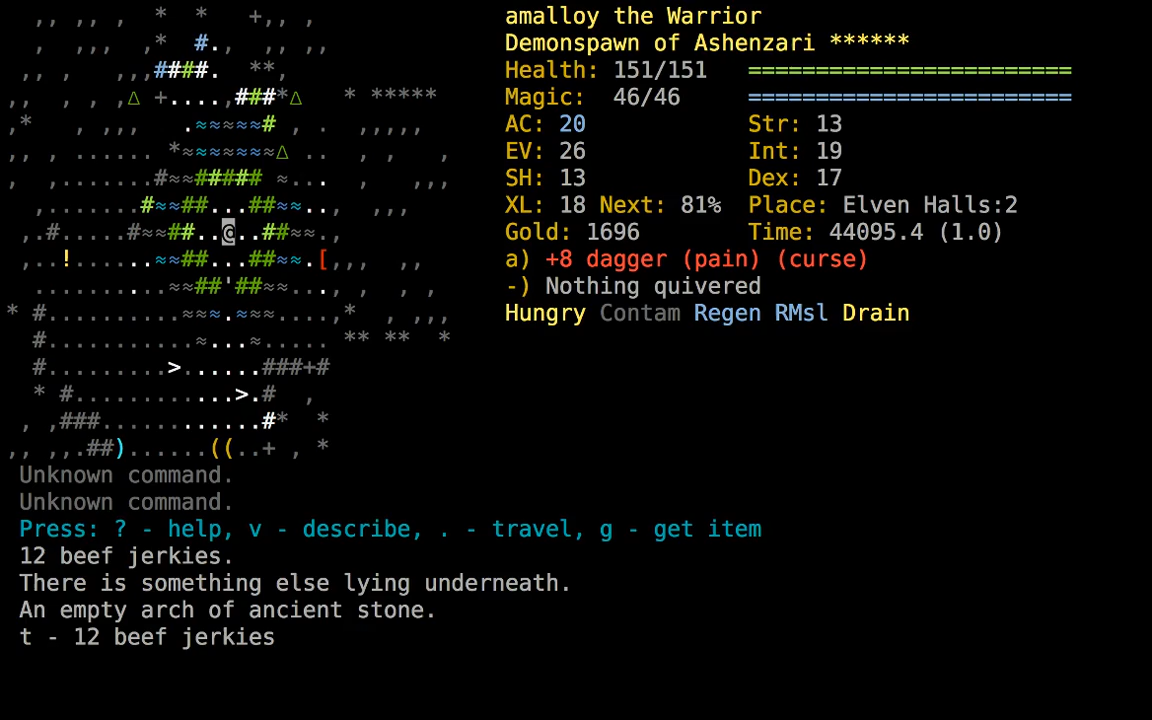 amalloy the Warrior
Demonspawn of Ashenzari ******
Health: 151/151 ========================
Magic: 46/46 ========================
AC: 20 Str: 13
EV: 26 Int: 19
SH: 13 Dex: 17
XL: 18 Next: 81% Place: Elven Halls:2
Gold: 1696 Time: 44095.4 (1.0)
a) +8 dagger (pain) (curse)
-) Nothing quivered
Hungry Contam Regen RMsl Drain
Unknown command.
Unknown command.
Press: ? - help, v - describe, . - travel, g - get item
12 beef jerkies.
There is something else lying underneath.
An empty arch of ancient stone.
t - 12 beef jerkies